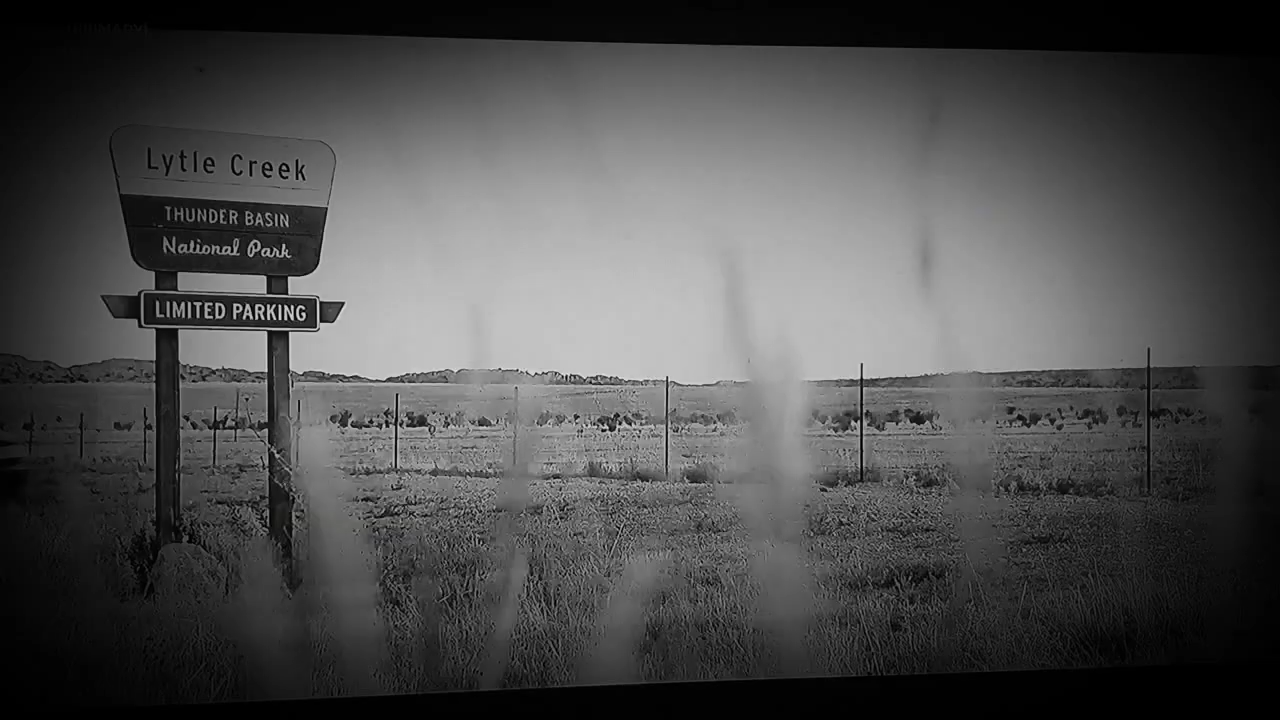 Lytle Creek
THUNDER BASIN
National Park
LIMITED PARKING